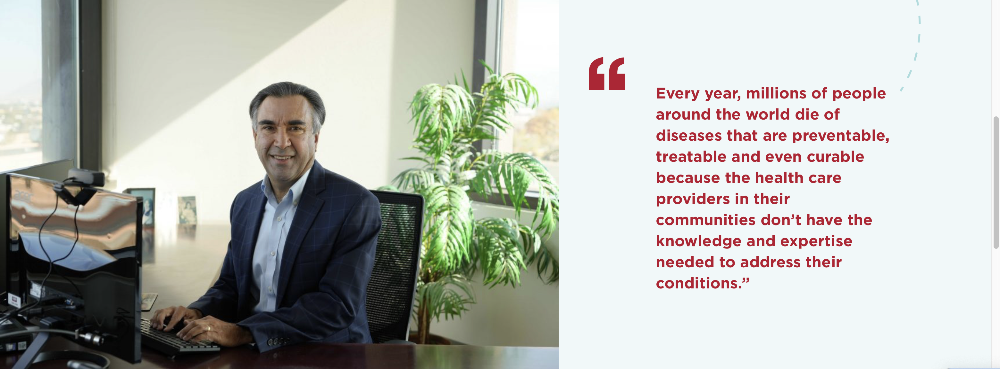 acer
“
Every year, millions of people
around the world die of
diseases that are preventable,
treatable and even curable
because the health care
providers in their
communities don’t have the
knowledge and expertise
needed to address their
conditions.”